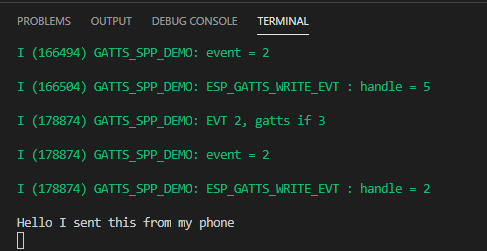 PROBLEMS OUTPUT DEBUG CONSOLE TERMINAL
I (166494) GATTS_SPP_DEMO: event = 2
I (166504) GATTS_SPP_DEMO: ESP_GATTS_WRITE_EVT : handle = 5
I (178874) GATTS_SPP_DEMO: EVT 2, gatts if 3
I (178874) GATTS_SPP_DEMO: event = 2
I (178874) GATTS_SPP_DEMO: ESP_GATTS_WRITE_EVT : handle = 2
Hello I sent this from my phone